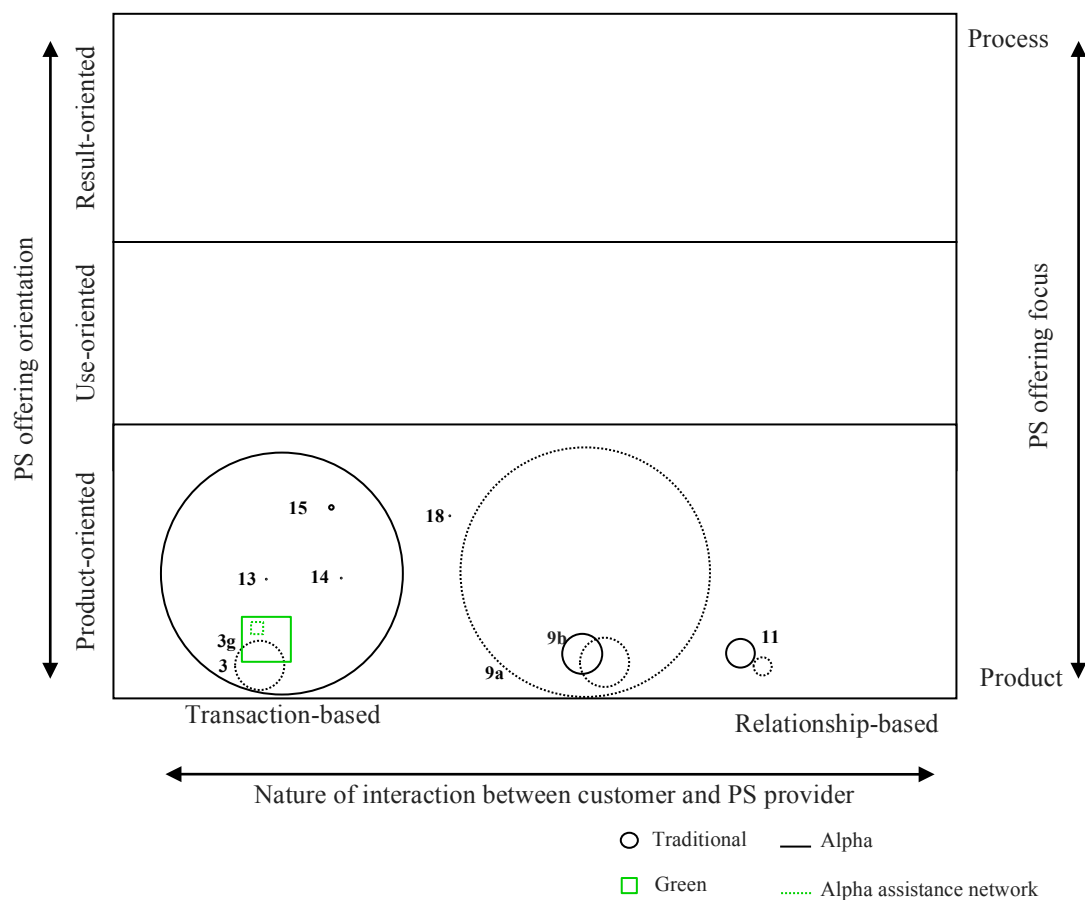 Process
Result-oriented
Use-oriented
Product-oriented
PS offering orientation
PS offering focus
15
18
13
14
3g
3
9b
9a
11
Product
Transaction-based
Relationship-based
Nature of interaction between customer and PS provider
Traditional
Alpha
Green
Alpha assistance network